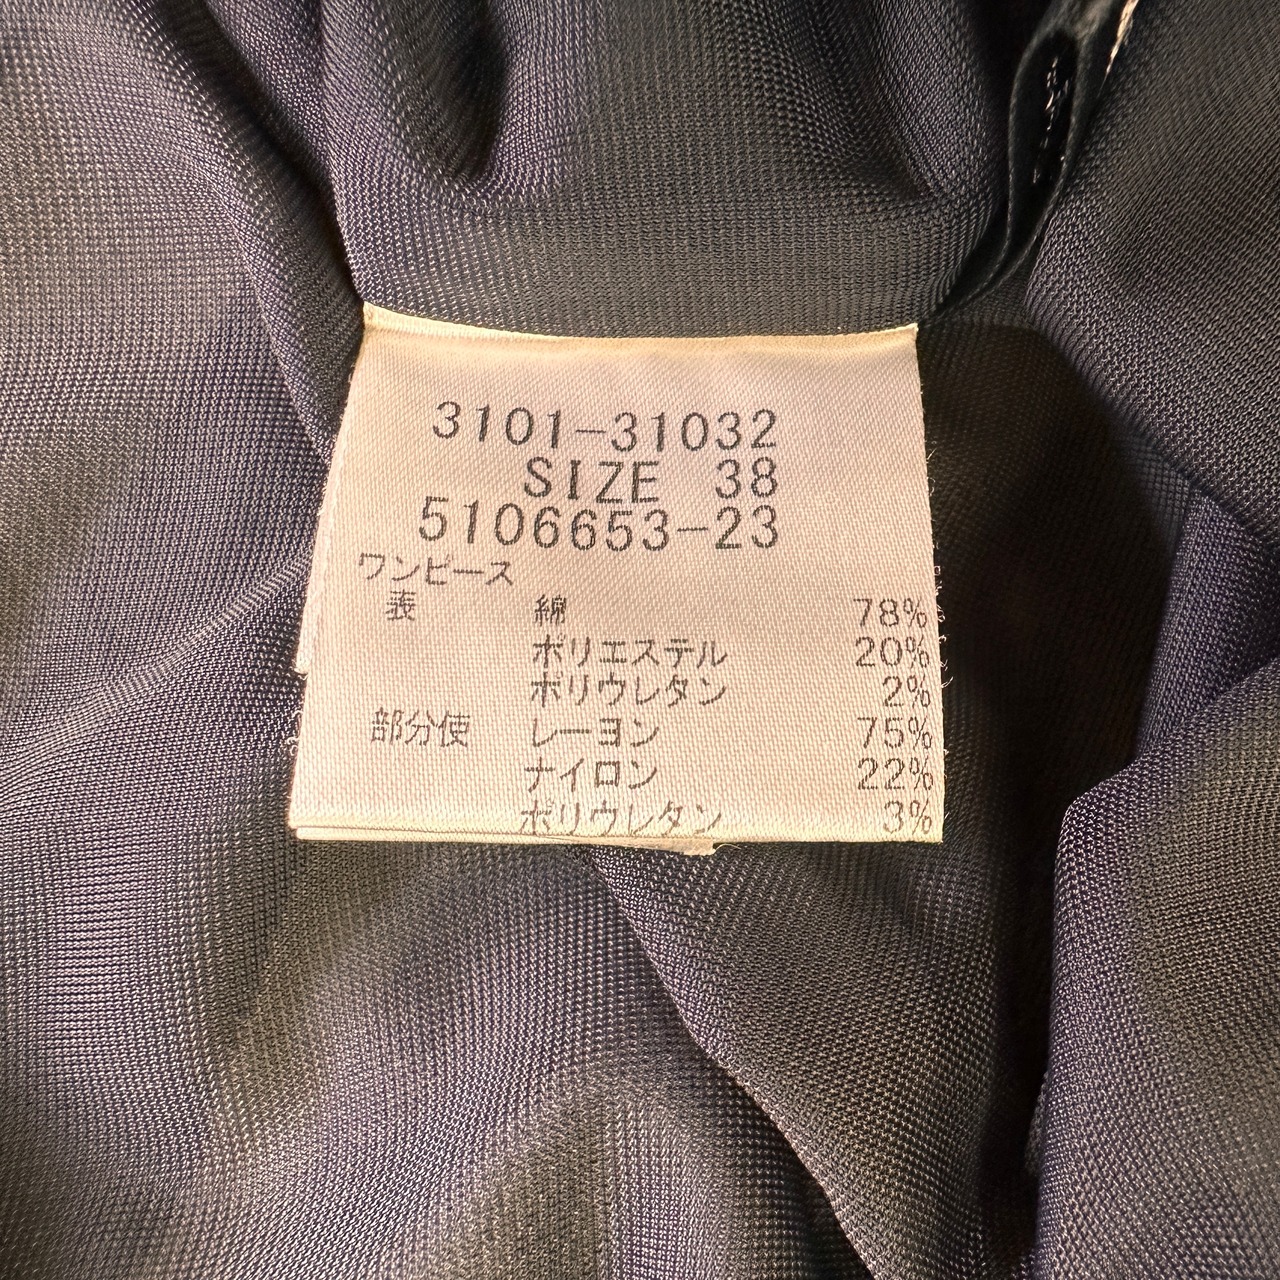 3101-31032
SIZE 38
5106653-23
ワンピース
表 綿 78%
ポリエステル 20%
ポリウレタン 2%
部分使 レーヨン 75%
ナイロン 22%
ポリウレタン 3%